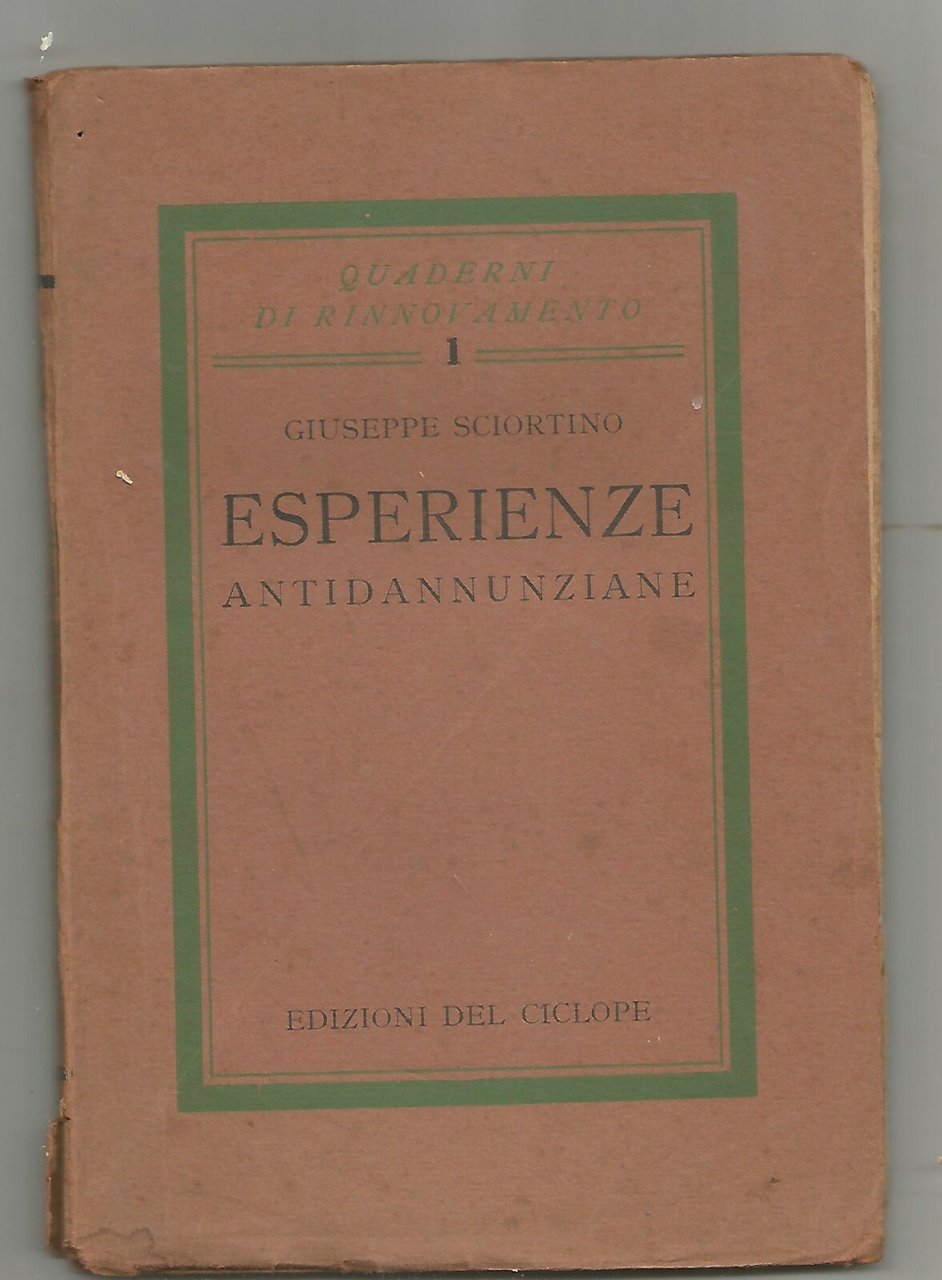 QUADERNI
DI RINNOVAMENTO
1
GIUSEPPE SCIORTINO
ESPERIENZE
ANTIDANNUNZIANE
EDIZIONI DEL CICLOPE